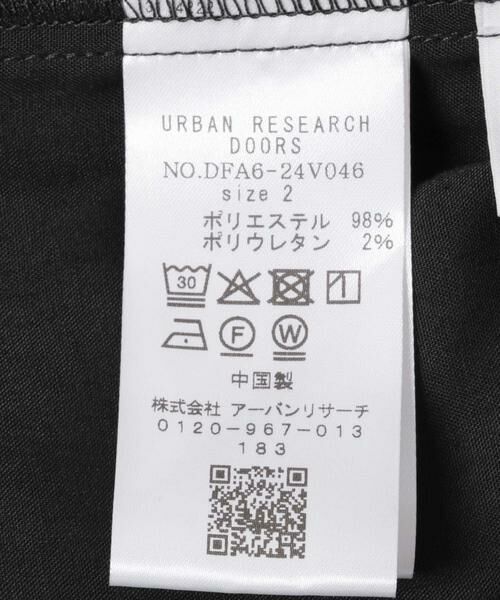 URBAN RESEARCH
DOORS
NO.DFA6-24V046
size 2
ポリエステル 98%
ポリウレタン 2%
30
F W
中国製
株式会社 アーバンリサーチ
0120-967-013
183